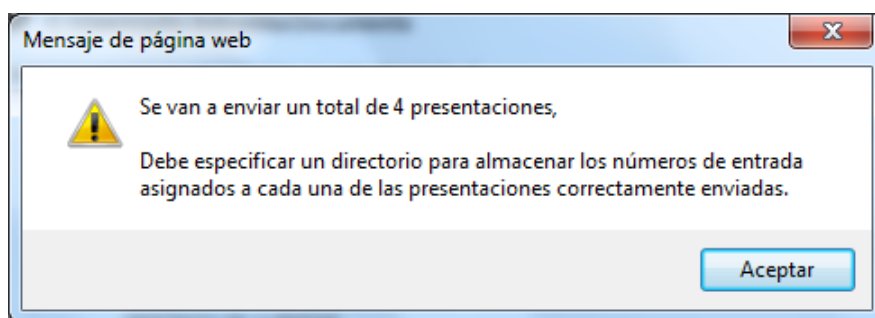 Mensaje de página web
Se van a enviar un total de 4 presentaciones,
Debe especificar un directorio para almacenar los números de entrada
asignados a cada una de las presentaciones correctamente enviadas.
Aceptar